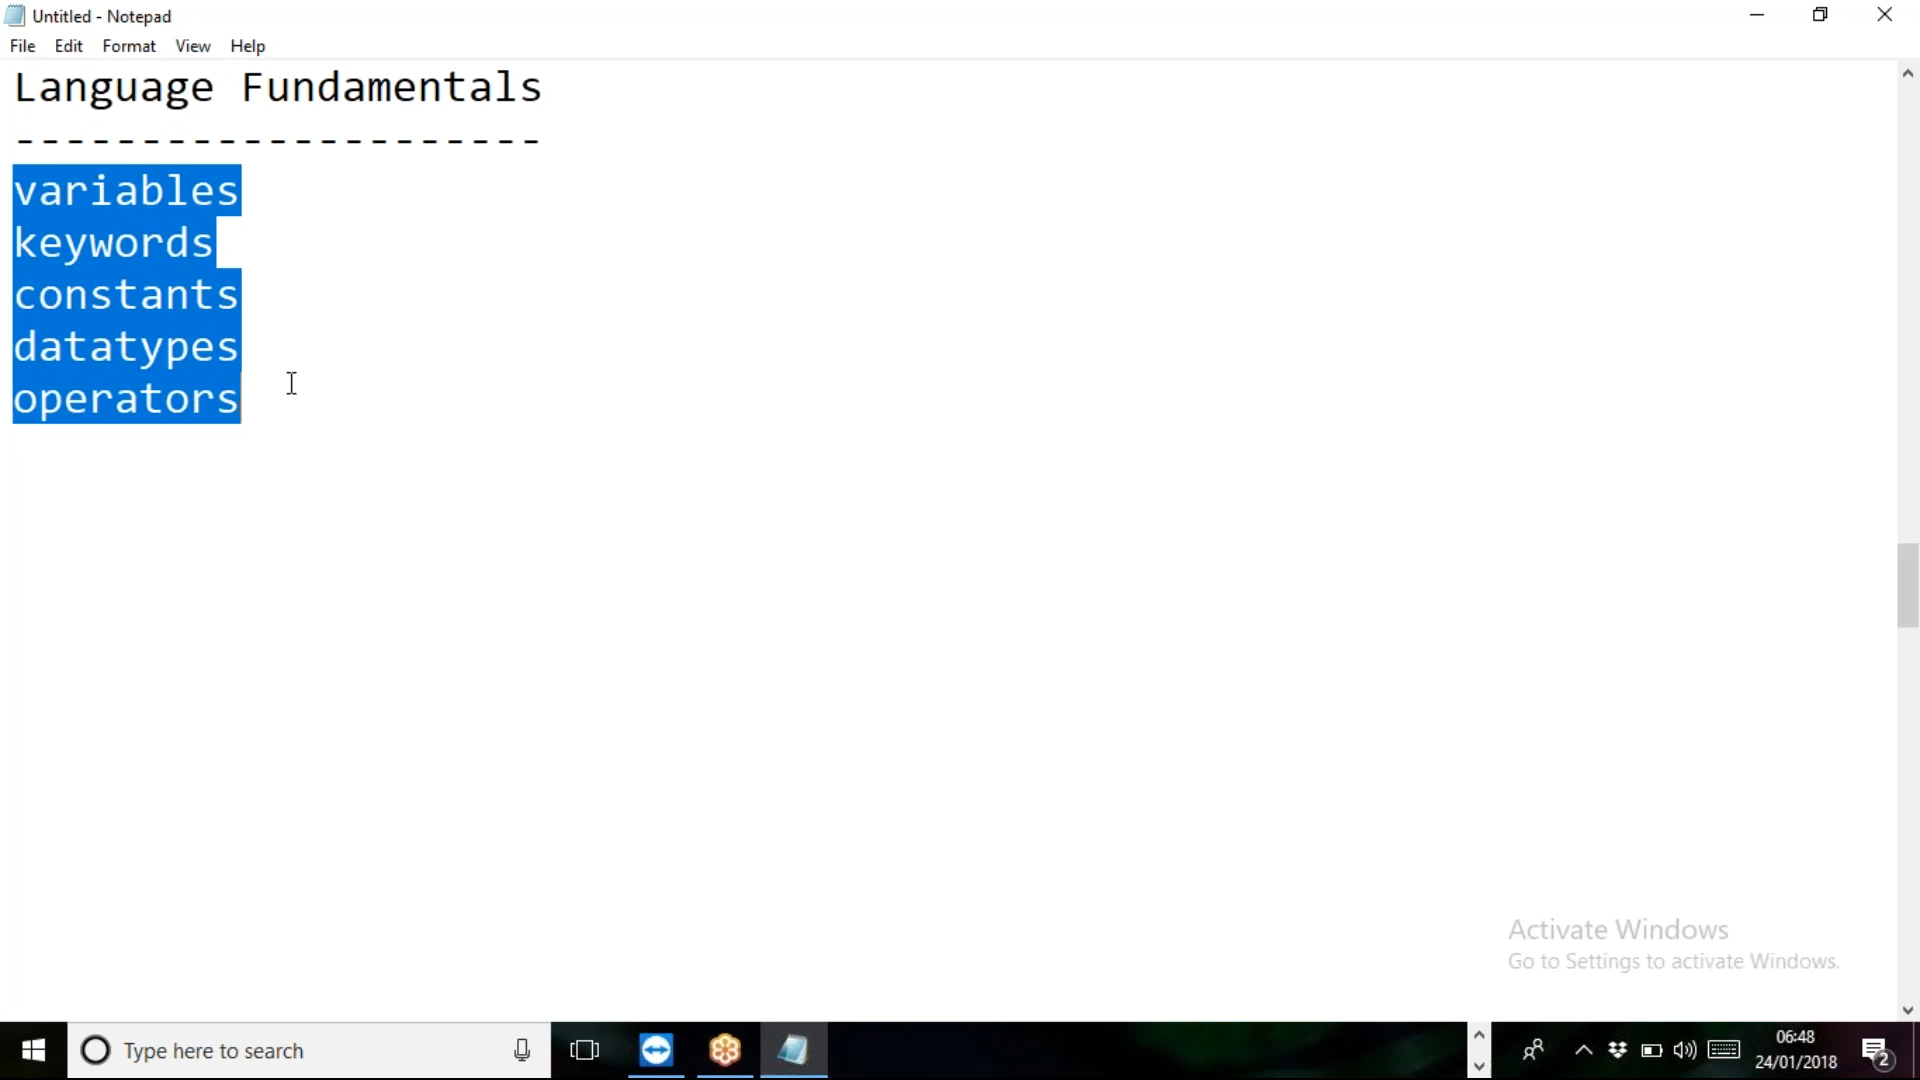 Untitled - Notepad
File Edit Format View Help
Language Fundamentals
---------------------
variables
keywords
constants
datatypes
operators
Activate Windows
Go to Settings to activate Windows.
Type here to search
06:48
24/01/2018
2